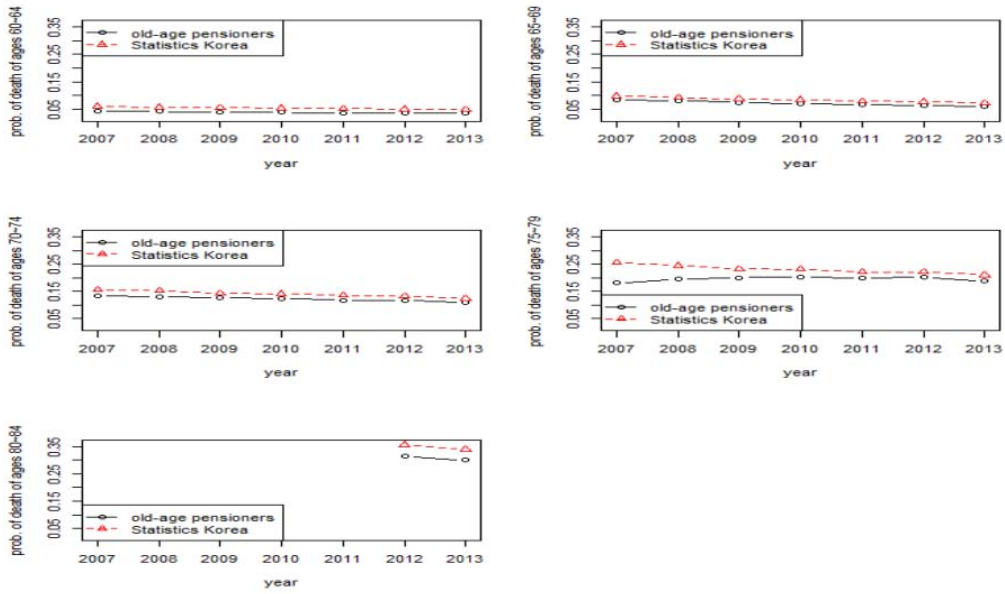 prob. of death of ages 60~64
0.05 0.15 0.25 0.35
old-age pensioners
Statistics Korea
2007 2008 2009 2010 2011 2012 2013
year
prob. of death of ages 65~69
0.05 0.15 0.25 0.35
old-age pensioners
Statistics Korea
2007 2008 2009 2010 2011 2012 2013
year
prob. of death of ages 70~74
0.05 0.15 0.25 0.35
old-age pensioners
Statistics Korea
2007 2008 2009 2010 2011 2012 2013
year
prob. of death of ages 75~79
0.05 0.15 0.25 0.35
old-age pensioners
Statistics Korea
2007 2008 2009 2010 2011 2012 2013
year
prob. of death of ages 80~84
0.05 0.15 0.25 0.35
old-age pensioners
Statistics Korea
2007 2008 2009 2010 2011 2012 2013
year